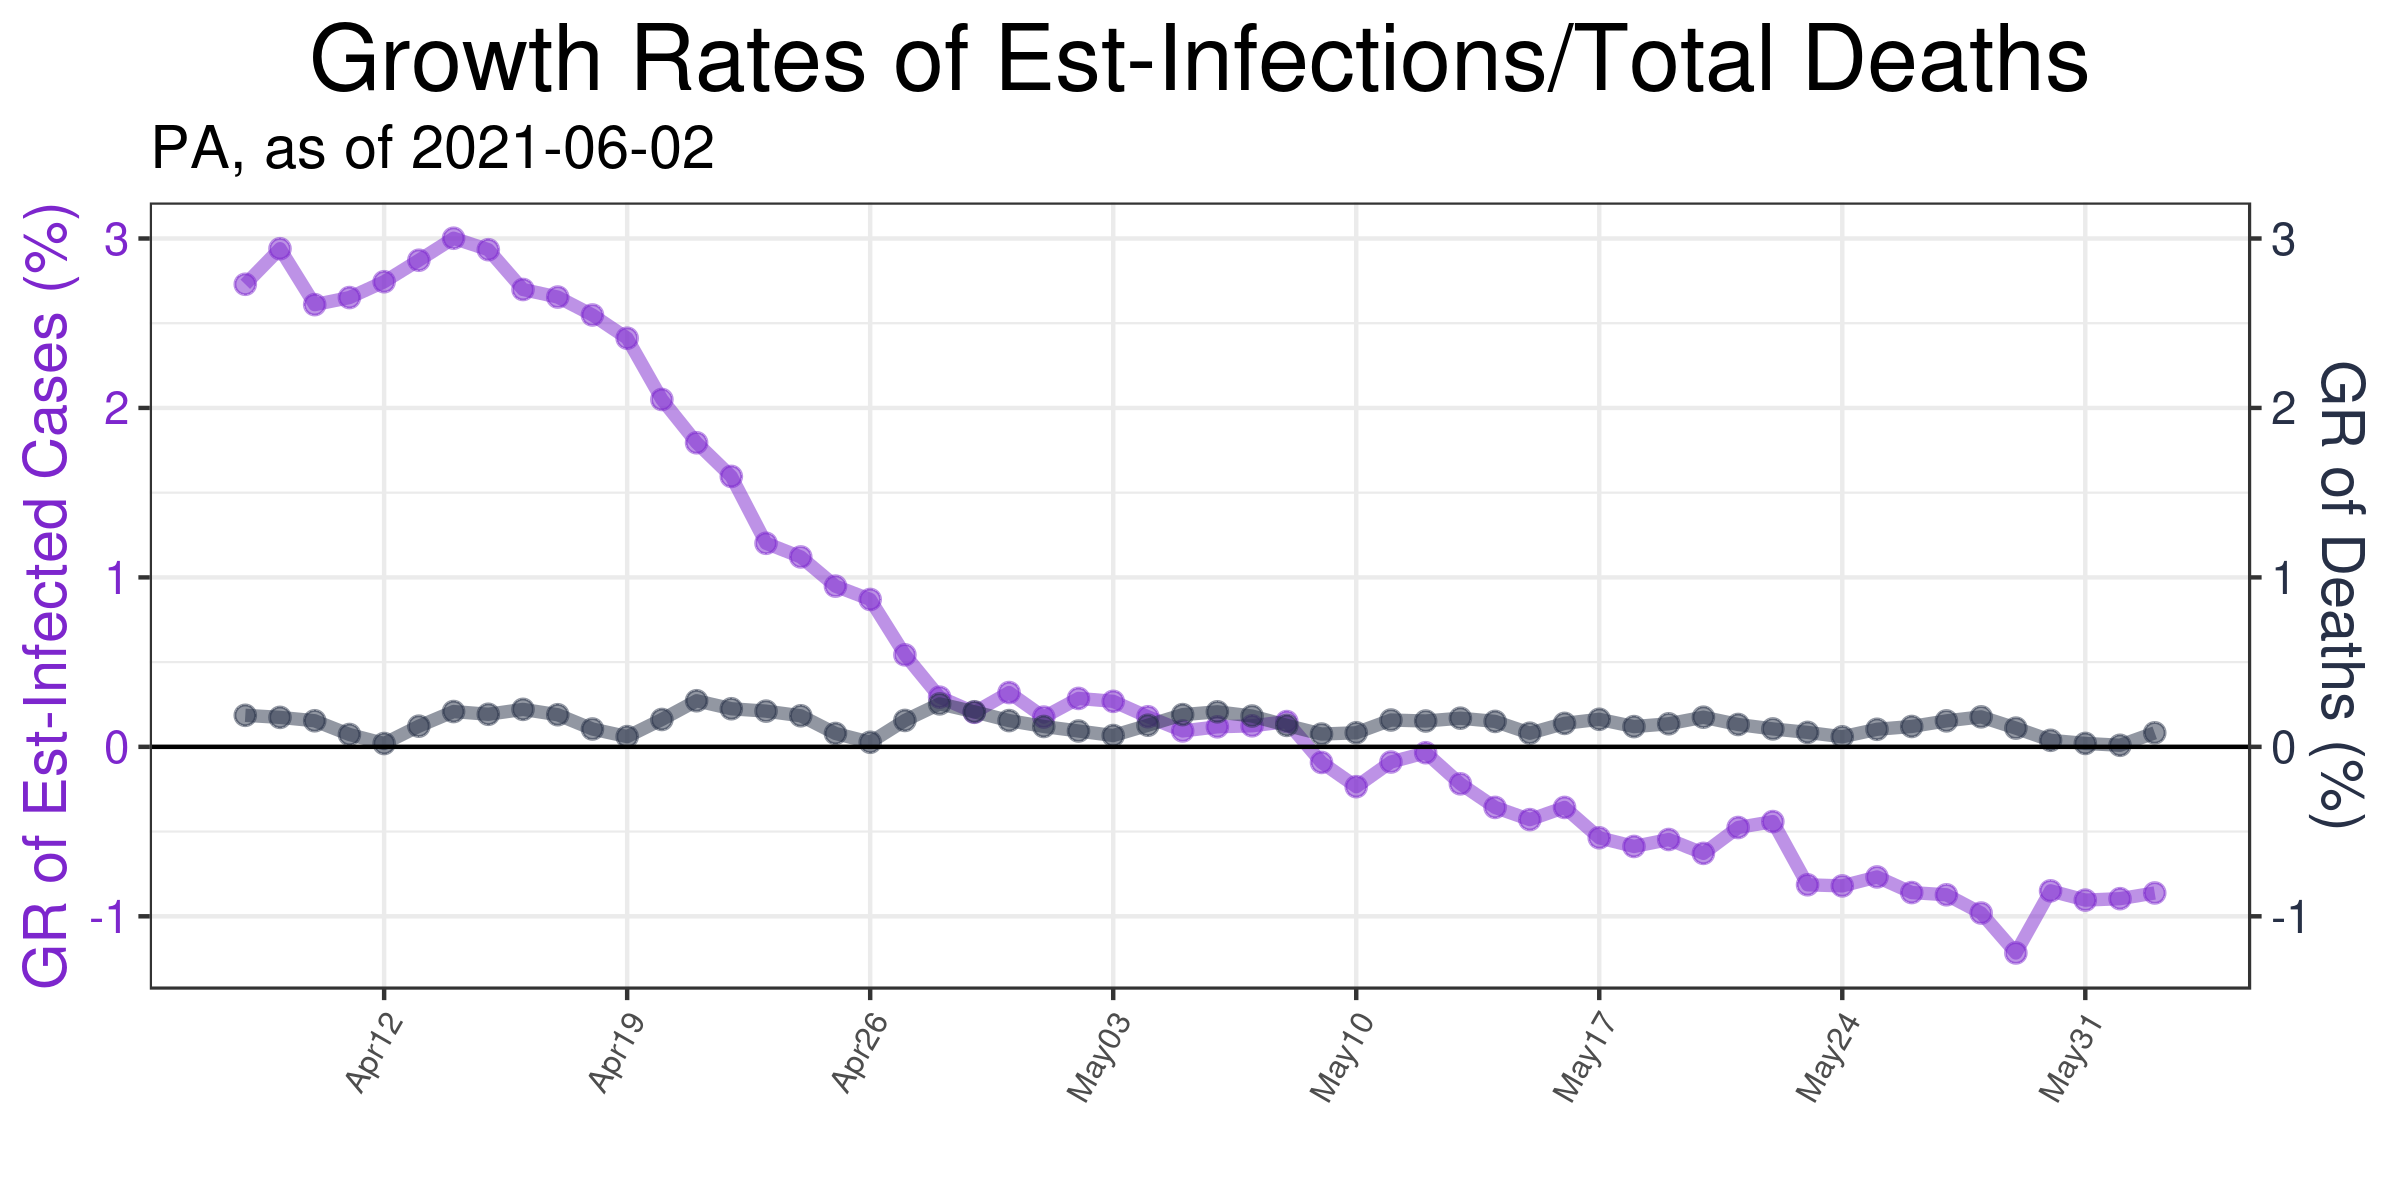 Growth Rates of Est-Infections/Total Deaths
PA, as of 2021-06-02
GR of Est-Infected Cases (%)
3
2
1
0
-1
3
2
1
0
-1
GR of Deaths (%)
Apr12
Apr19
Apr26
May03
May10
May17
May24
May31